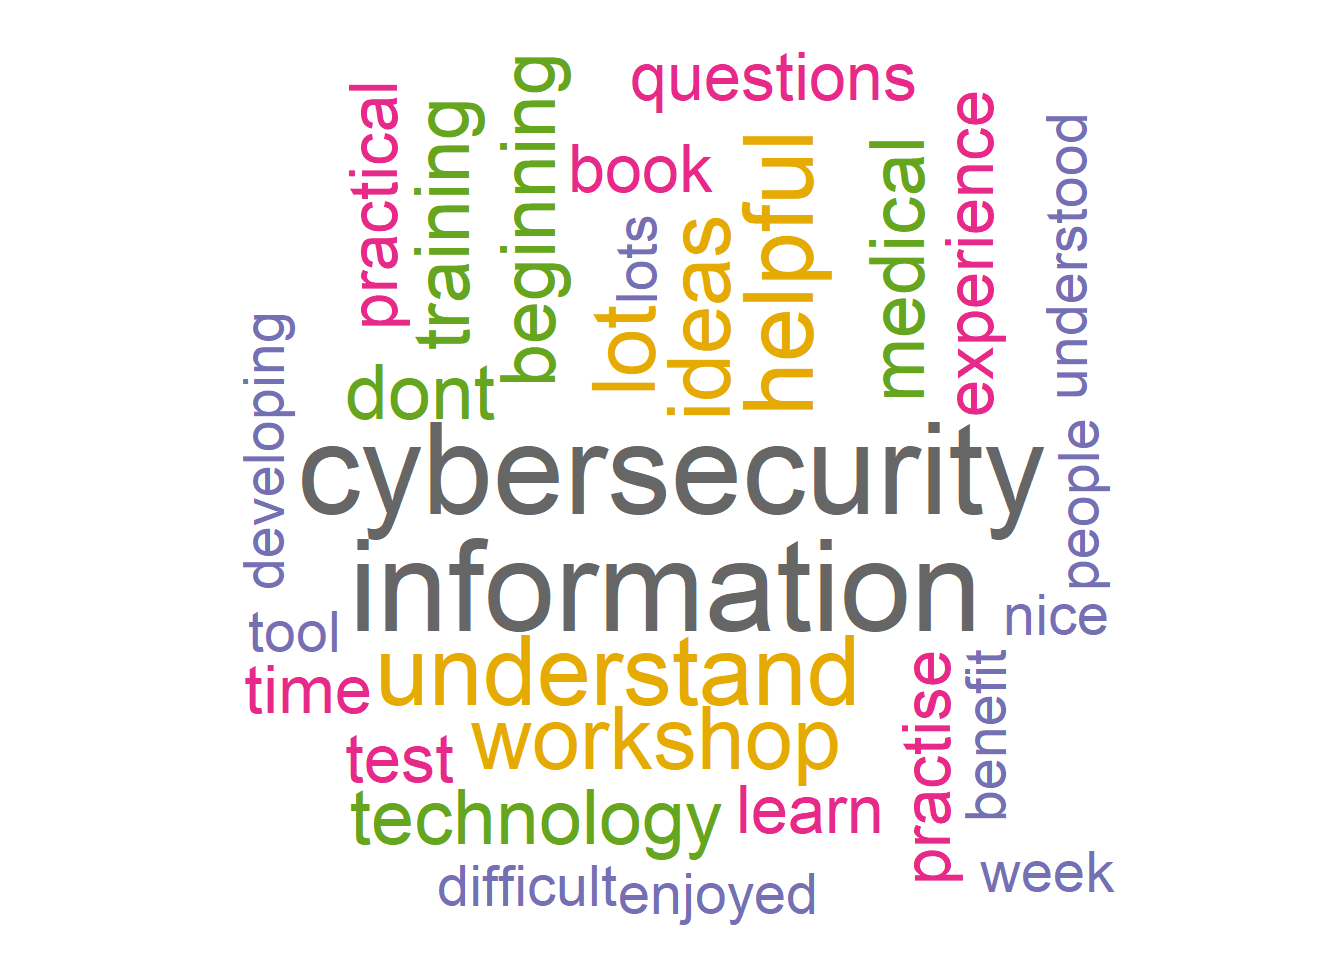 questions
practical
training
beginning
book
helpful
medical
experience
understood
lots
ideas
lot
developing
dont
cybersecurity
people
information
nice
tool
understand
time
practise
benefit
workshop
test
technology
learn
week
difficult
enjoyed